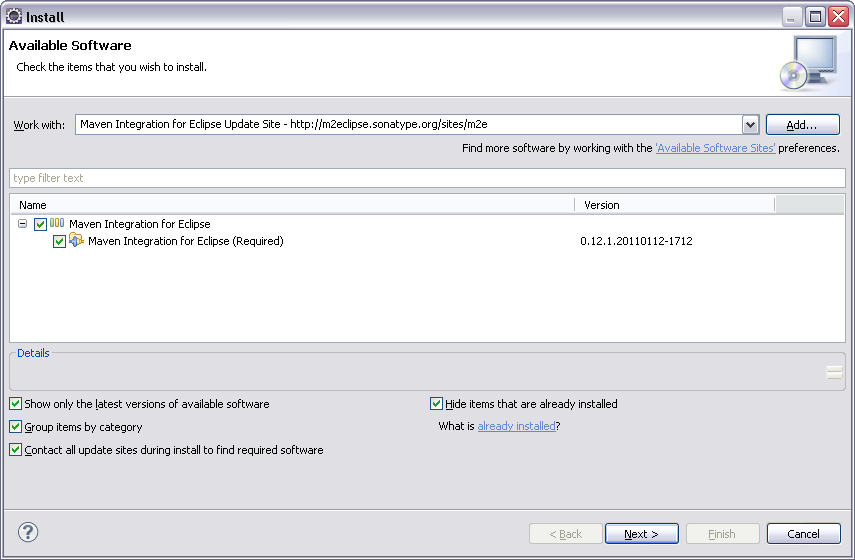 Install
Available Software
Check the items that you wish to install.
Work with: Maven Integration for Eclipse Update Site - http://m2eclipse.sonatype.org/sites/m2e Add...
Find more software by working with the 'Available Software Sites' preferences.
type filter text
Name Version
Maven Integration for Eclipse
Maven Integration for Eclipse (Required) 0.12.1.20110112-1712
Details
Show only the latest versions of available software Hide items that are already installed
Group items by category What is already installed?
Contact all update sites during install to find required software
? < Back Next > Finish Cancel